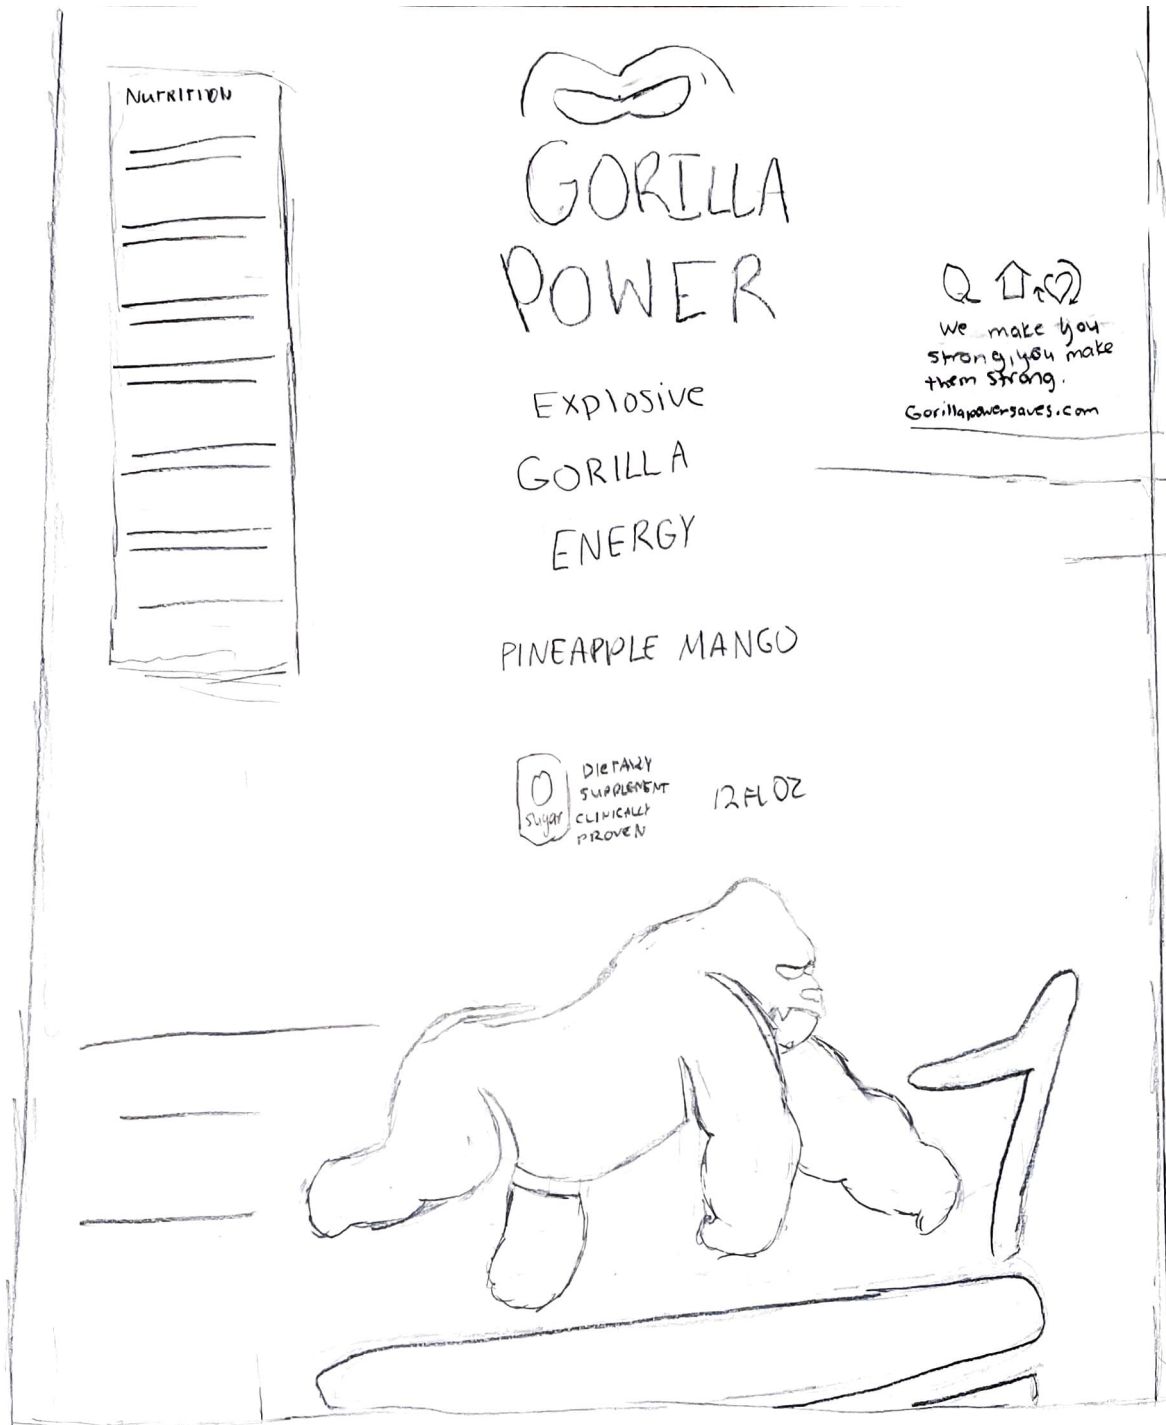 NUTRITION
GORILLA
POWER
Explosive
GORILLA
ENERGY
PINEAPPLE MANGO
0
sugar
DIETARY
SUPPLEMENT
CLINICALLY
PROVEN
12 FL OZ
We make you
strong, you make
them strong.
Gorillapowersaves.com